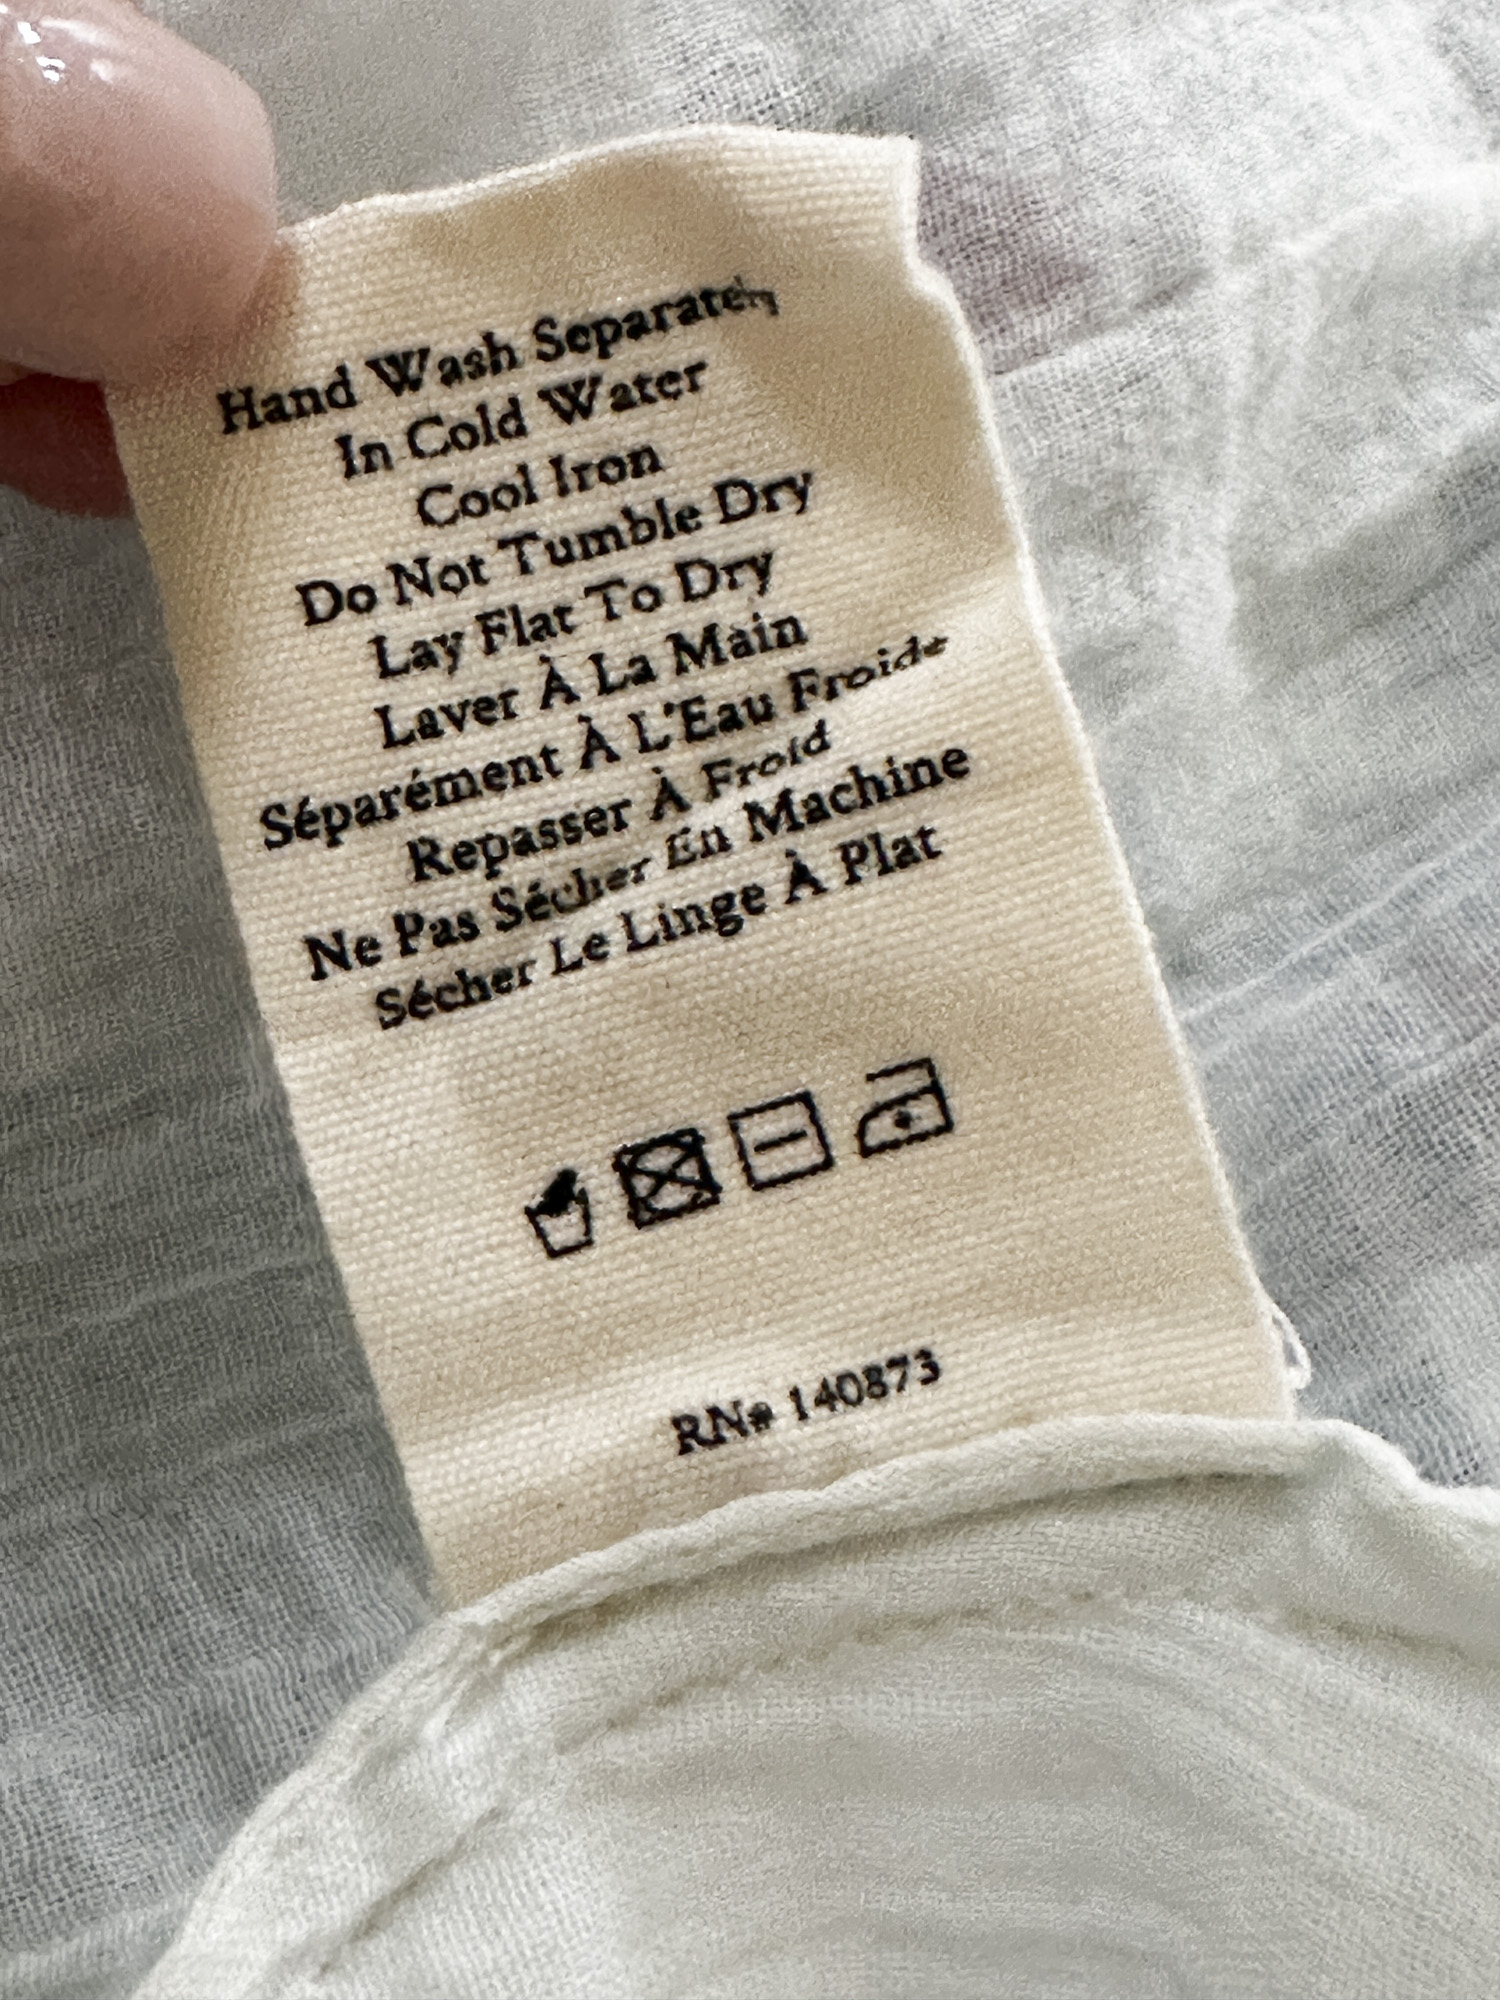 Hand Wash Separately
In Cold Water
Cool Iron
Do Not Tumble Dry
Lay Flat To Dry
Laver À La Main
Séparément À L'Eau Froide
Repasser À Froid
Ne Pas Sécher En Machine
Sécher Le Linge À Plat
RN# 140873